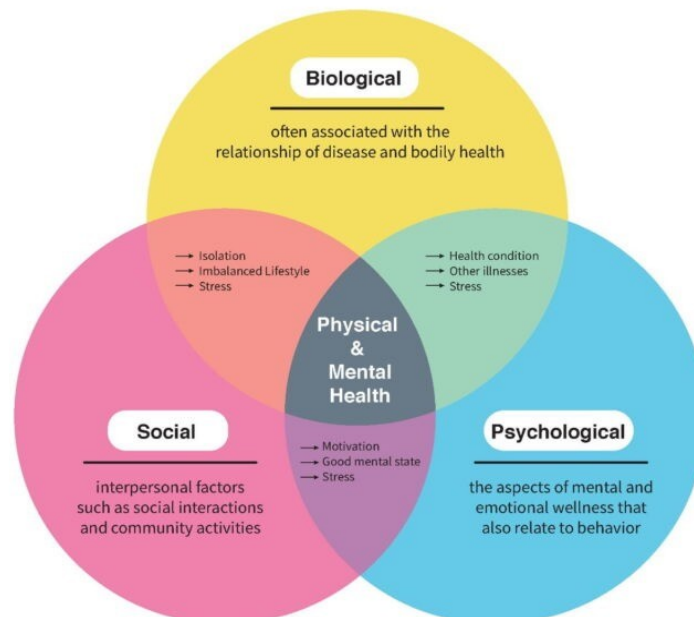 Biological
often associated with the
relationship of disease and bodily health
→ Isolation
→ Imbalanced Lifestyle
→ Stress
→ Health condition
→ Other illnesses
→ Stress
Physical
&
Mental
Health
Social
interpersonal factors
such as social interactions
and community activities
→ Motivation
→ Good mental state
→ Stress
Psychological
the aspects of mental and
emotional wellness that
also relate to behavior